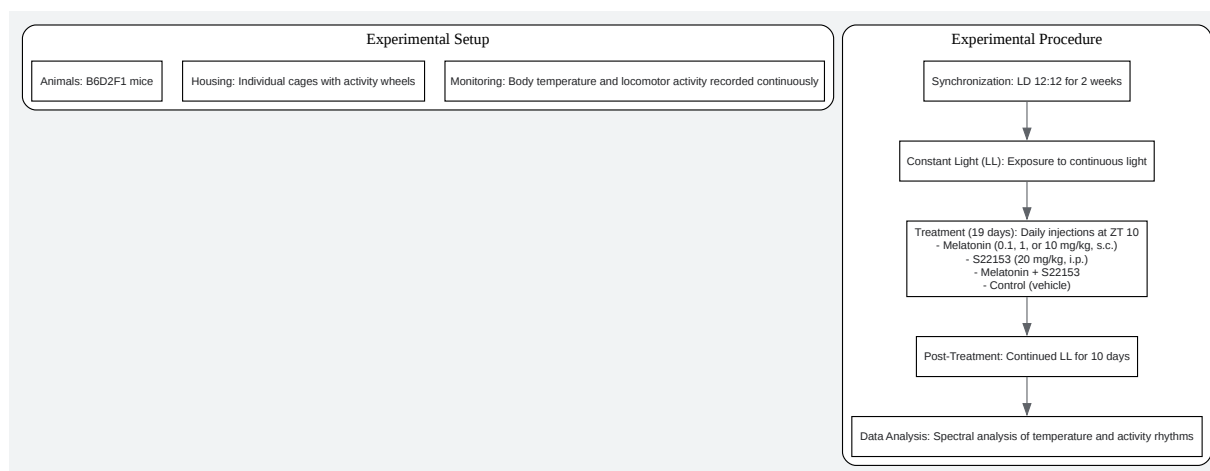 Experimental Setup
Animals: B6D2F1 mice
Housing: Individual cages with activity wheels
Monitoring: Body temperature and locomotor activity recorded continuously
Experimental Procedure
Synchronization: LD 12:12 for 2 weeks
Constant Light (LL): Exposure to continuous light
Treatment (19 days): Daily injections at ZT 10
- Melatonin (0.1, 1, or 10 mg/kg, s.c.)
- S22153 (20 mg/kg, i.p.)
- Melatonin + S22153
- Control (vehicle)
Post-Treatment: Continued LL for 10 days
Data Analysis: Spectral analysis of temperature and activity rhythms